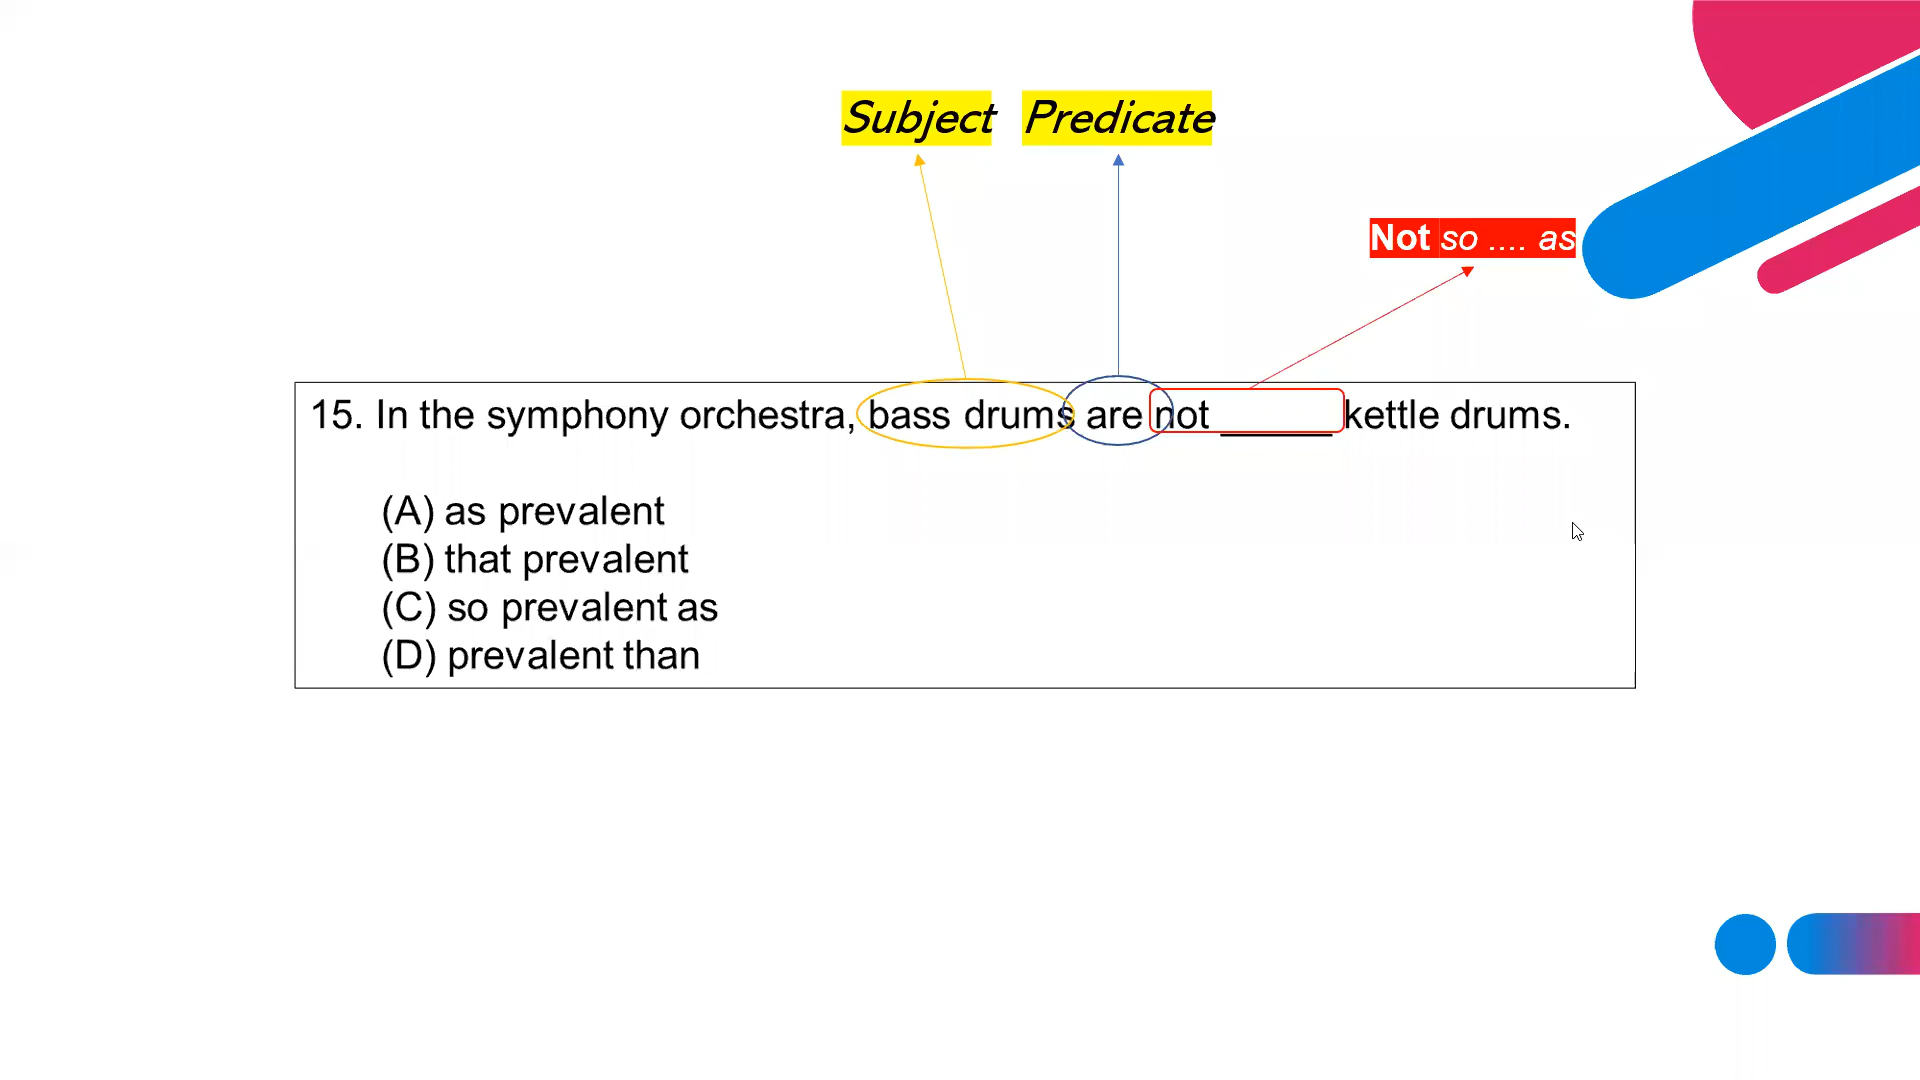 Subject Predicate
Not so .... as
15. In the symphony orchestra, bass drums are not ______ kettle drums.
(A) as prevalent
(B) that prevalent
(C) so prevalent as
(D) prevalent than